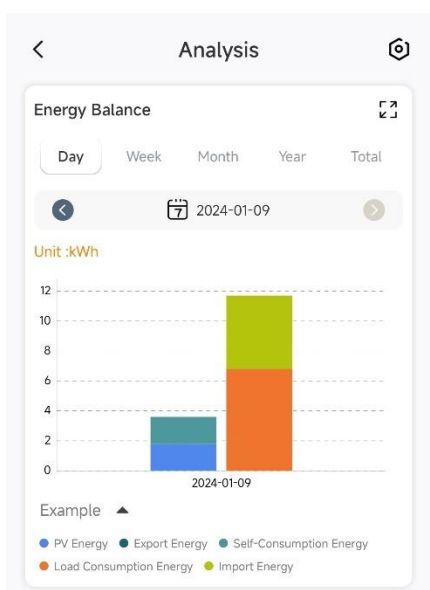 Analysis
Energy Balance
Day Week Month Year Total
7 2024-01-09
Unit :kWh
12
10
8
6
4
2
0
2024-01-09
Example
PV Energy Export Energy Self-Consumption Energy
Load Consumption Energy Import Energy